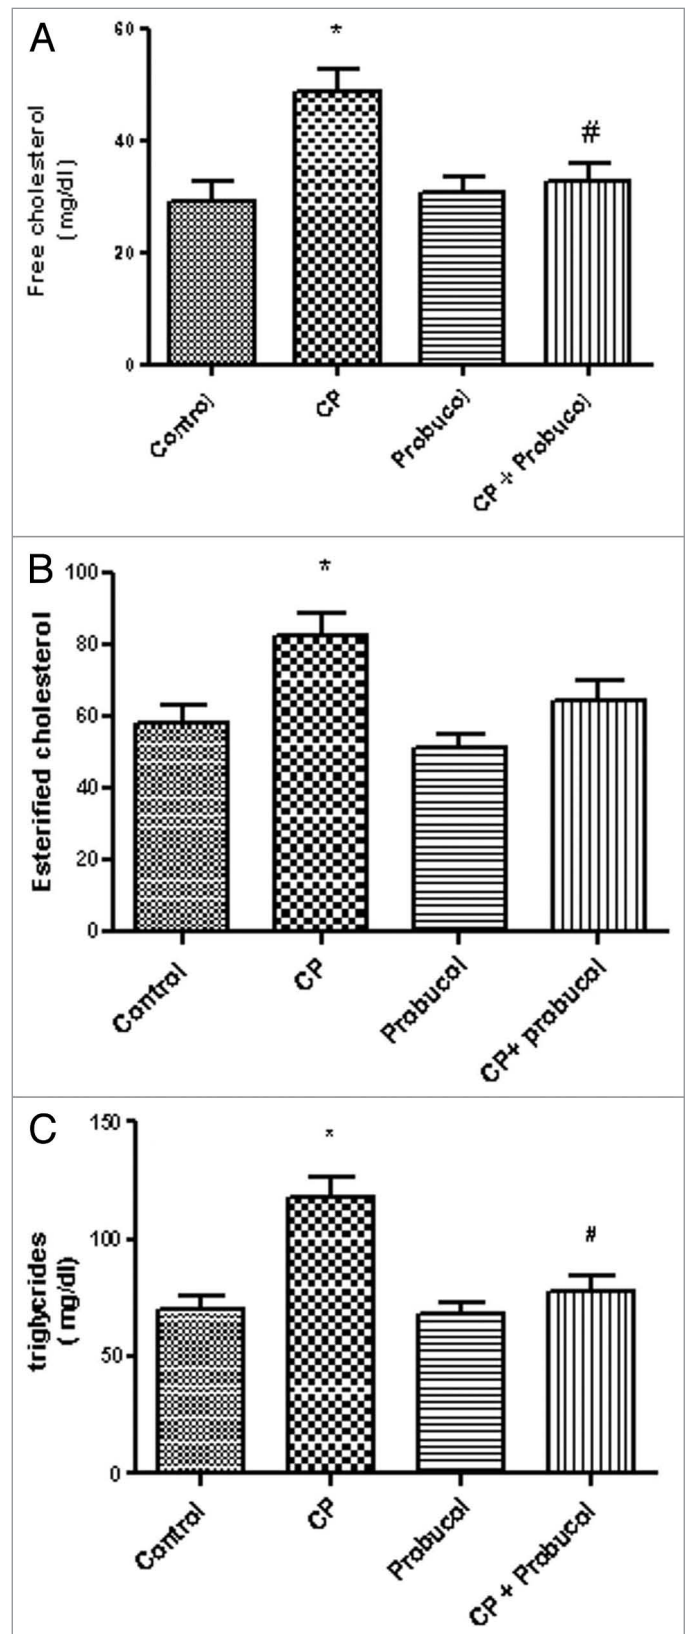 A
60
*
40
#
20
0
Free cholesterol
(mg/dl)
Control
CP
Probucol
CP + Probucol
B
100
*
80
60
40
20
0
Esterified cholesterol
Control
CP
Probucol
CP+ probucol
C
150
*
100
#
50
0
triglycrides
( mg/dl)
Control
CP
Probucol
CP + Probucol